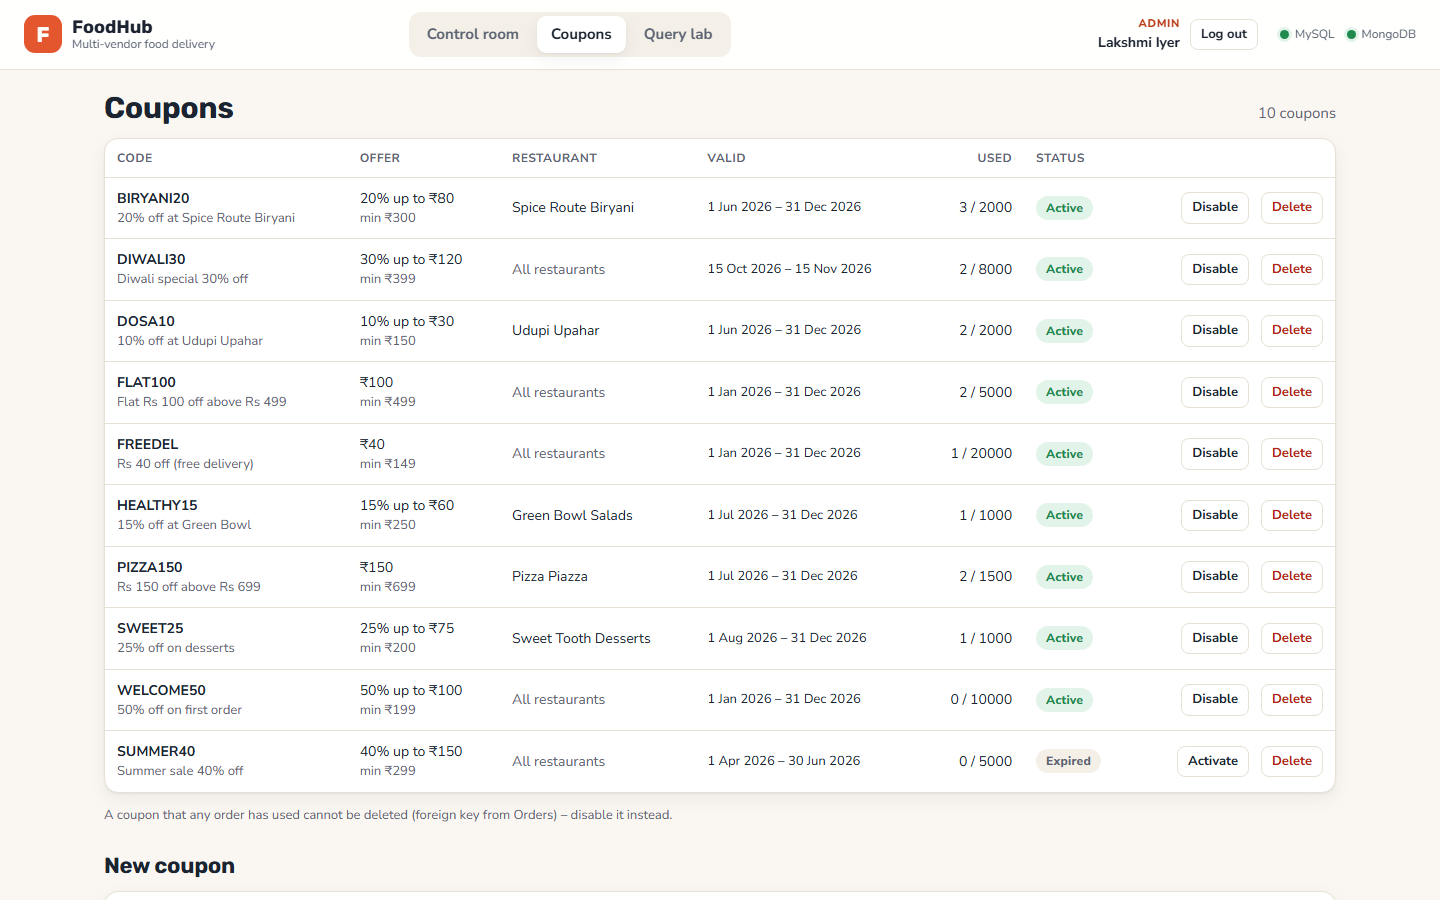 F
FoodHub
Multi-vendor food delivery
Control room
Coupons
Query lab
ADMIN
Lakshmi Iyer
Log out
MySQL
MongoDB
Coupons
10 coupons
CODE OFFER RESTAURANT VALID USED STATUS
BIRYANI20
20% off at Spice Route Biryani
20% up to ₹80
min ₹300
Spice Route Biryani
1 Jun 2026 – 31 Dec 2026
3 / 2000
Active
Disable
Delete
DIWALI30
Diwali special 30% off
30% up to ₹120
min ₹399
All restaurants
15 Oct 2026 – 15 Nov 2026
2 / 8000
Active
Disable
Delete
DOSA10
10% off at Udupi Upahar
10% up to ₹30
min ₹150
Udupi Upahar
1 Jun 2026 – 31 Dec 2026
2 / 2000
Active
Disable
Delete
FLAT100
Flat Rs 100 off above Rs 499
₹100
min ₹499
All restaurants
1 Jan 2026 – 31 Dec 2026
2 / 5000
Active
Disable
Delete
FREEDEL
Rs 40 off (free delivery)
₹40
min ₹149
All restaurants
1 Jan 2026 – 31 Dec 2026
1 / 20000
Active
Disable
Delete
HEALTHY15
15% off at Green Bowl
15% up to ₹60
min ₹250
Green Bowl Salads
1 Jul 2026 – 31 Dec 2026
1 / 1000
Active
Disable
Delete
PIZZA150
Rs 150 off above Rs 699
₹150
min ₹699
Pizza Piazza
1 Jul 2026 – 31 Dec 2026
2 / 1500
Active
Disable
Delete
SWEET25
25% off on desserts
25% up to ₹75
min ₹200
Sweet Tooth Desserts
1 Aug 2026 – 31 Dec 2026
1 / 1000
Active
Disable
Delete
WELCOME50
50% off on first order
50% up to ₹100
min ₹199
All restaurants
1 Jan 2026 – 31 Dec 2026
0 / 10000
Active
Disable
Delete
SUMMER40
Summer sale 40% off
40% up to ₹150
min ₹299
All restaurants
1 Apr 2026 – 30 Jun 2026
0 / 5000
Expired
Activate
Delete
A coupon that any order has used cannot be deleted (foreign key from Orders) – disable it instead.
New coupon